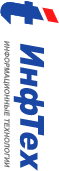 ИнфТех
ИНФОРМАЦИОННЫЕ ТЕХНОЛОГИИ